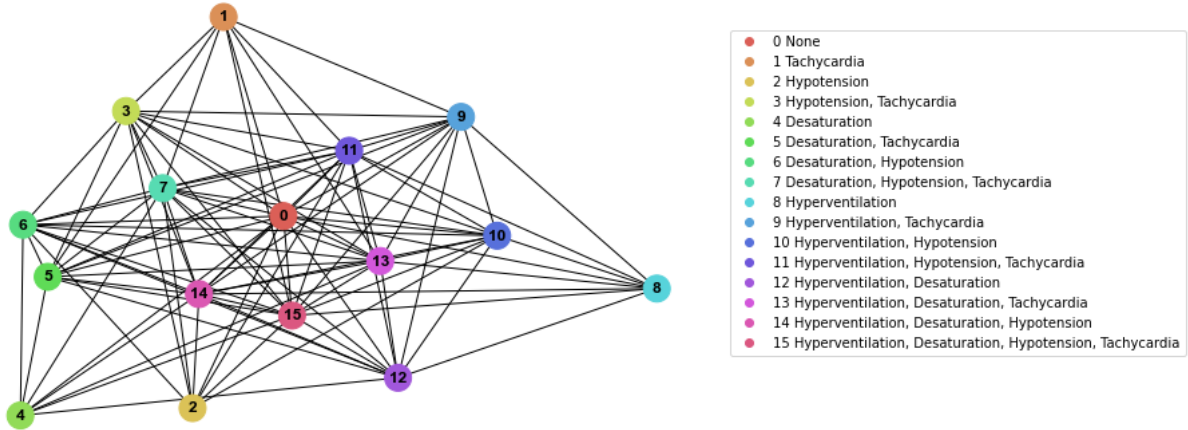 1
3
9
11
7
0
6
10
13
5
14
8
15
12
2
4
0 None
1 Tachycardia
2 Hypotension
3 Hypotension, Tachycardia
4 Desaturation
5 Desaturation, Tachycardia
6 Desaturation, Hypotension
7 Desaturation, Hypotension, Tachycardia
8 Hyperventilation
9 Hyperventilation, Tachycardia
10 Hyperventilation, Hypotension
11 Hyperventilation, Hypotension, Tachycardia
12 Hyperventilation, Desaturation
13 Hyperventilation, Desaturation, Tachycardia
14 Hyperventilation, Desaturation, Hypotension
15 Hyperventilation, Desaturation, Hypotension, Tachycardia